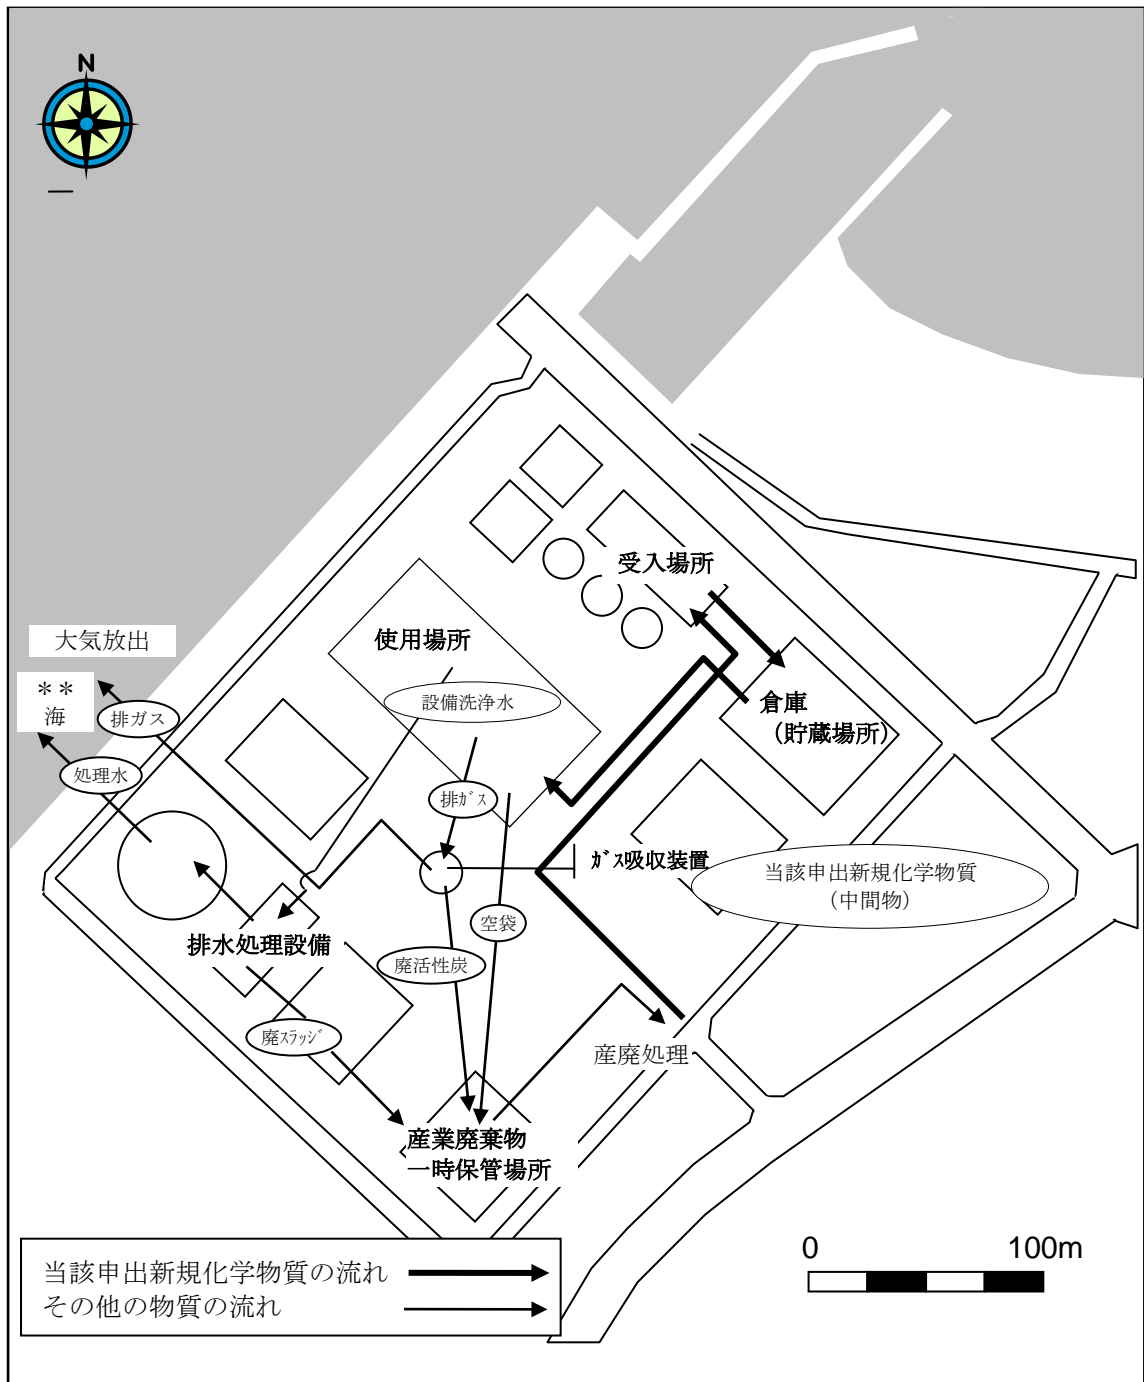 N
受入場所
使用場所
大気放出
＊＊
海
排ガス
処理水
設備洗浄水
倉庫
（貯蔵場所）
排ｶﾞｽ
ｶﾞｽ吸収装置
当該申出新規化学物質
（中間物）
空袋
排水処理設備
廃活性炭
廃ｽﾗｯｼﾞ
産廃処理
産業廃棄物
一時保管場所
0 100m
当該申出新規化学物質の流れ
その他の物質の流れ